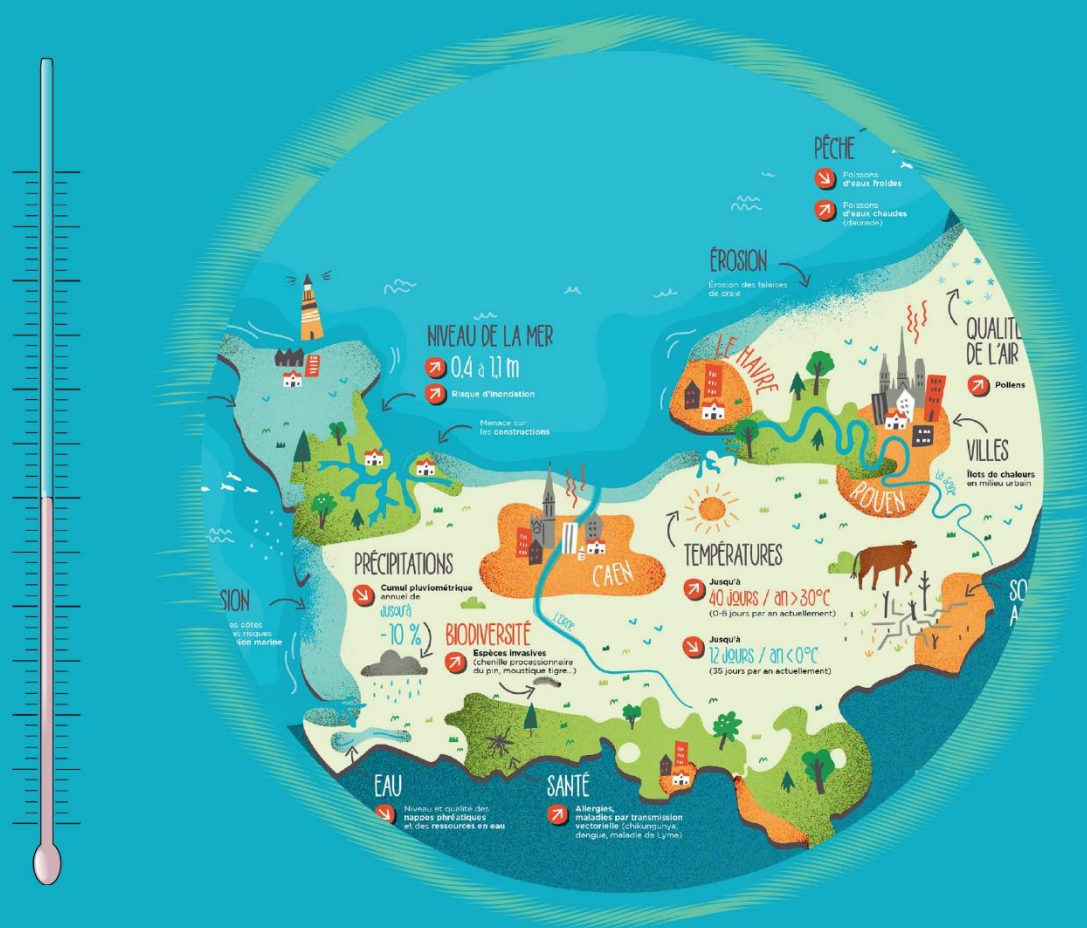 PÊCHE
Poissons
d'eaux froides
Poissons
d'eaux chaudes
(daurade)
ÉROSION
Érosion des falaises
de craie
NIVEAU DE LA MER
0,4 à 1,1 m
Risque d'inondation
Menace sur
les constructions
LE HAVRE
QUALIT
DE L'AIR
Pollens
VILLES
Îlots de chaleurs
en milieu urbain
ROUEN
LA SEINE
CAEN
L'ORNE
PRÉCIPITATIONS
Cumul pluviométrique
annuel de
JUSQU'À
-10 %
TEMPÉRATURES
Jusqu'à
40 JOURS / AN > 30°C
(0-8 jours par an actuellement)
Jusqu'à
12 JOURS / AN < 0°C
(35 jours par an actuellement)
SION
es côtes
et risques
ion marine
BIODIVERSITÉ
Espèces invasives
(chenille processionnaire
du pin, moustique tigre...)
SO
A
EAU
Niveau et qualité des
nappes phréatiques
et des ressources en eau
SANTÉ
Allergies,
maladies par transmission
vectorielle (chikungunya,
dengue, maladie de Lyme)